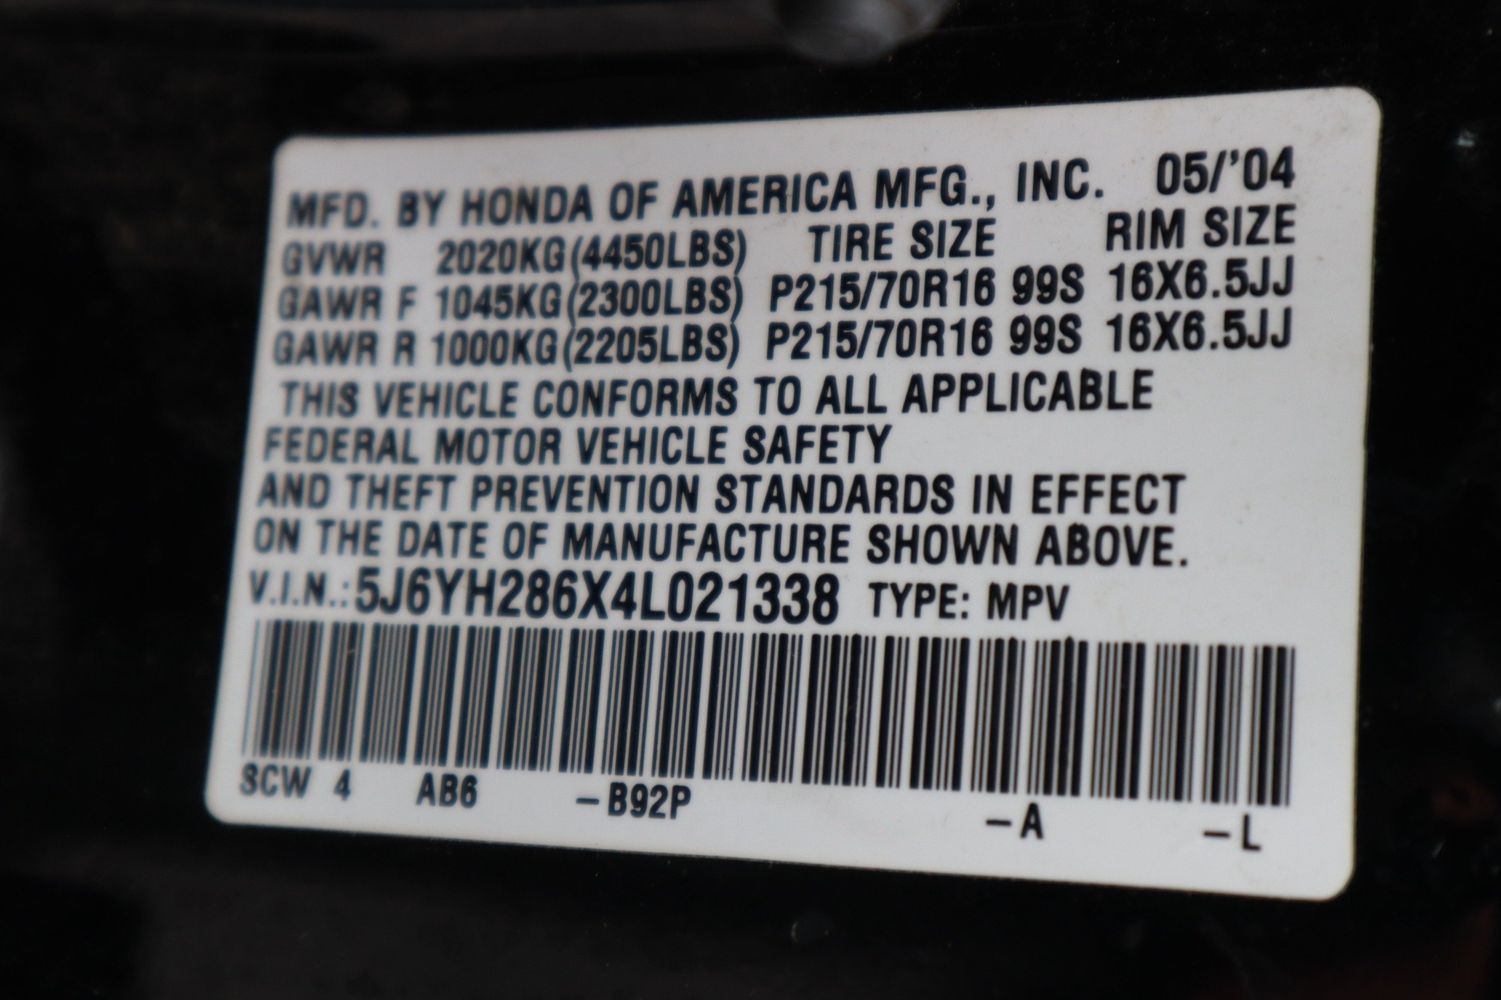 MFD. BY HONDA OF AMERICA MFG., INC. 05/'04
GVWR 2020KG(4450LBS) TIRE SIZE RIM SIZE
GAWR F 1045KG(2300LBS) P215/70R16 99S 16X6.5JJ
GAWR R 1000KG(2205LBS) P215/70R16 99S 16X6.5JJ
THIS VEHICLE CONFORMS TO ALL APPLICABLE
FEDERAL MOTOR VEHICLE SAFETY
AND THEFT PREVENTION STANDARDS IN EFFECT
ON THE DATE OF MANUFACTURE SHOWN ABOVE.
V.I.N.:5J6YH286X4L021338 TYPE: MPV
SCW 4 AB6 –B92P –A –L